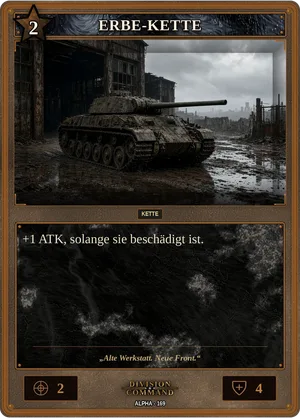 2
ERBE-KETTE
KETTE
+1 ATK, solange sie beschädigt ist.
„Alte Werkstatt. Neue Front.“
2
DIVISION
COMMAND
4
ALPHA 169